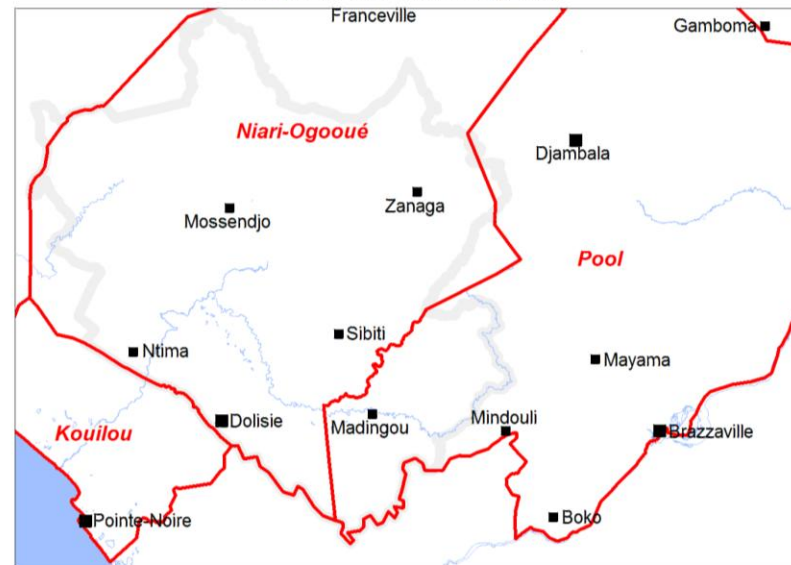 Franceville
Gamboma
Niari-Ogooué
Djambala
Zanaga
Mossendjo
Pool
Sibiti
Ntima
Mayama
Madingou
Mindouli
Dolisie
Kouilou
Brazzaville
Pointe-Noire
Boko